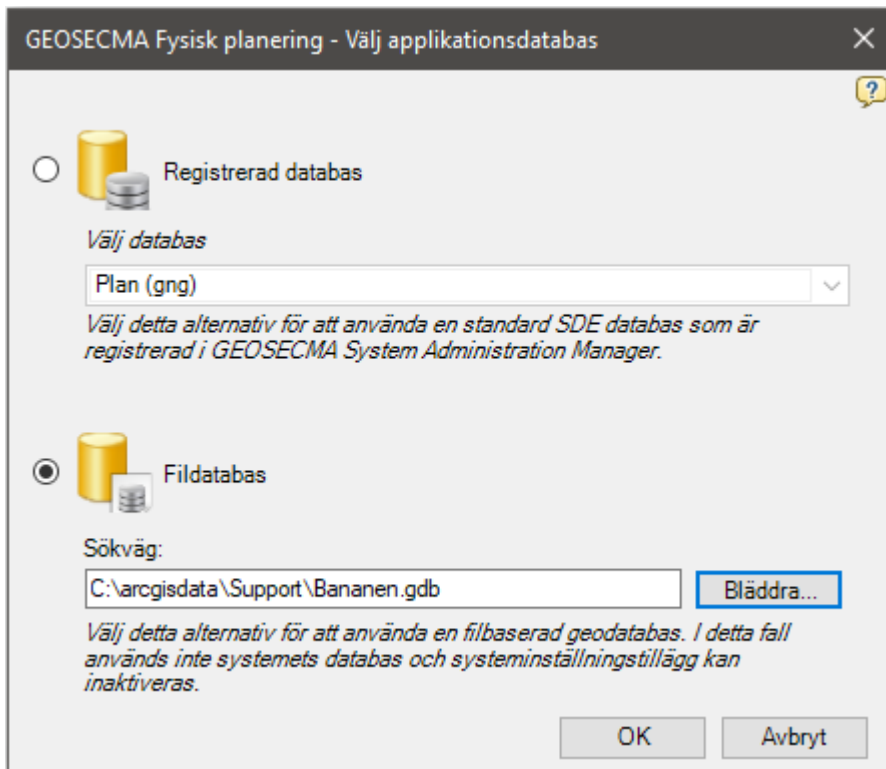 GEOSECMA Fysisk planering - Välj applikationsdatabas
Registrerad databas
Välj databas
Plan (gng)
Välj detta alternativ för att använda en standard SDE databas som är
registrerad i GEOSECMA System Administration Manager.
Fildatabas
Sökväg:
C:\arcgisdata\Support\Bananen.gdb
Bläddra...
Välj detta alternativ för att använda en filbaserad geodatabas. I detta fall
används inte systemets databas och systeminställningstillägg kan
inaktiveras.
OK
Avbryt